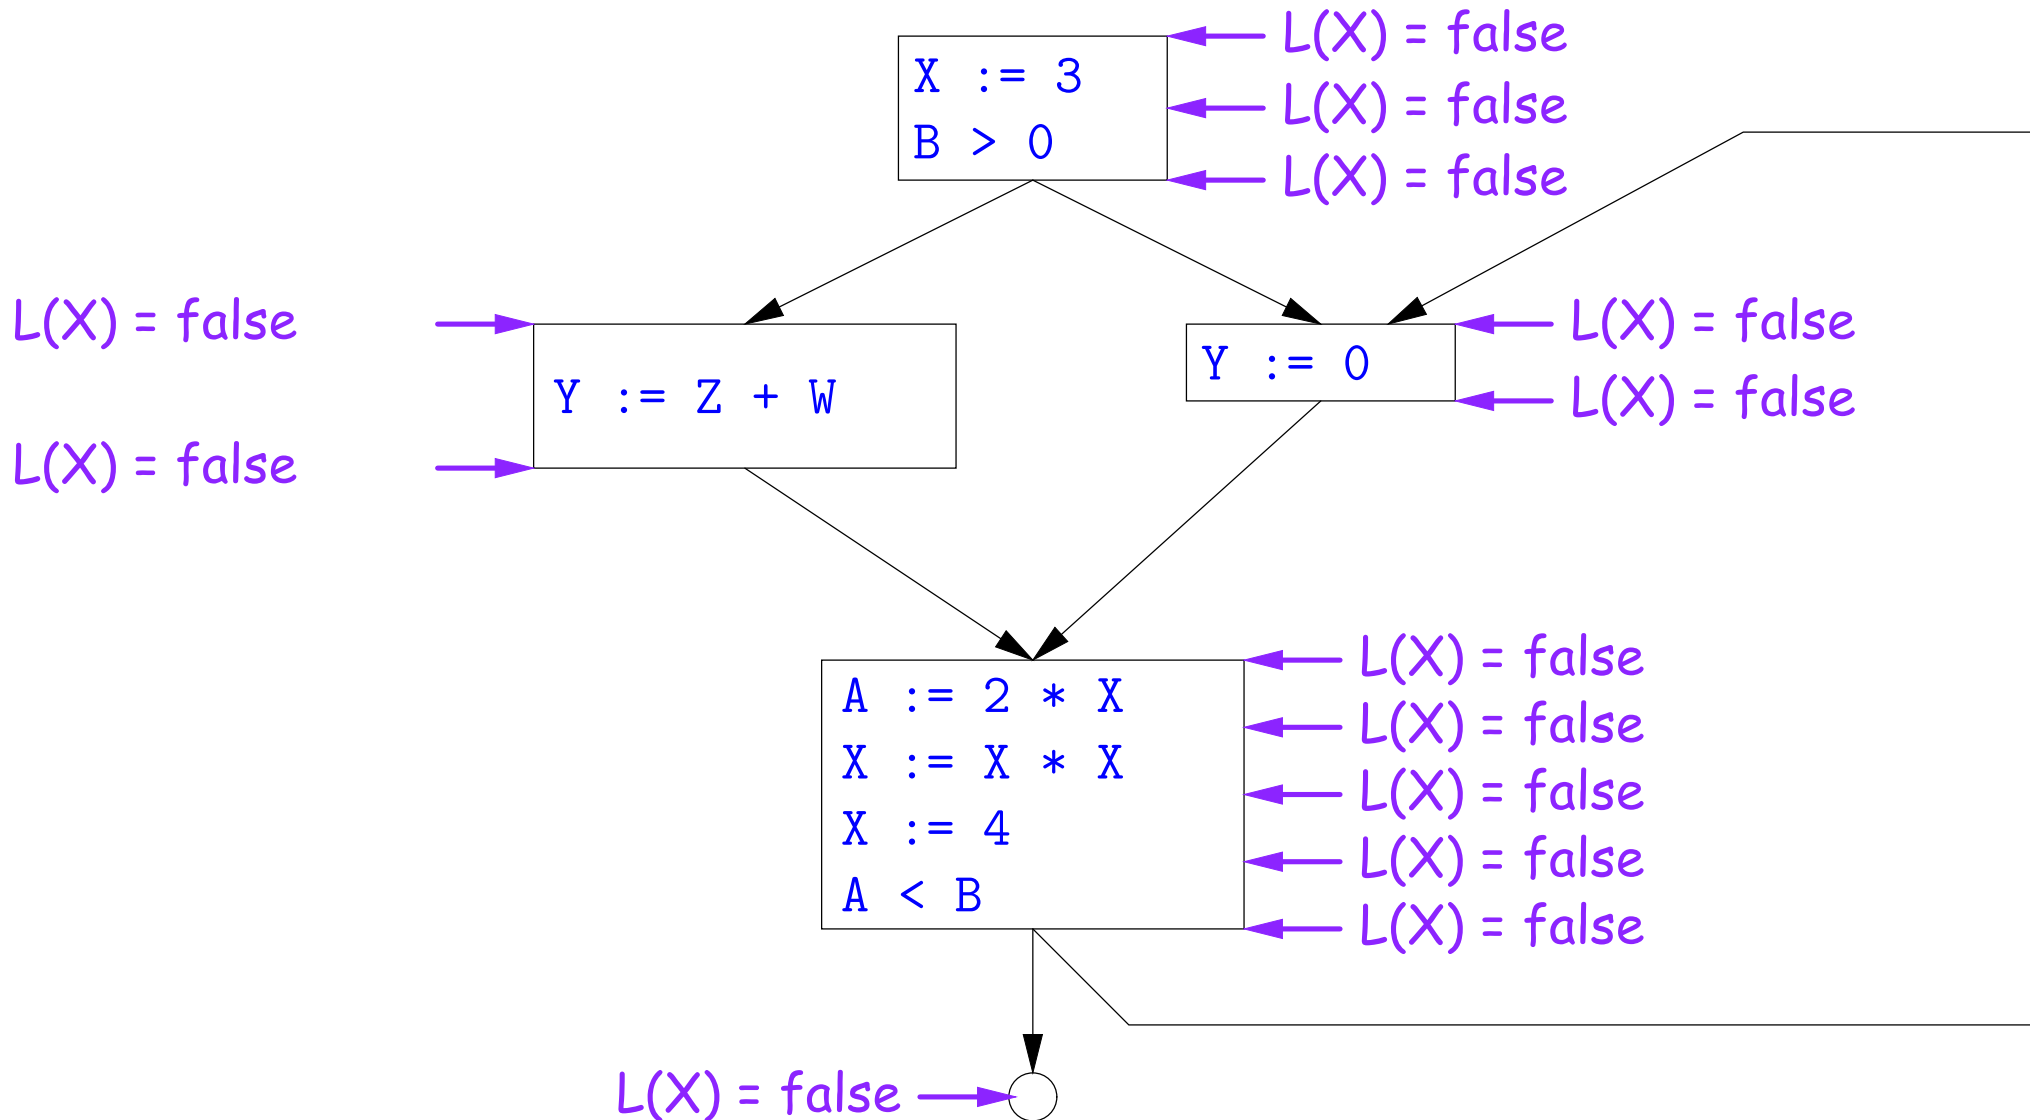 L(X) = false
X := 3
L(X) = false
B > 0
L(X) = false
L(X) = false
Y := Z + W
L(X) = false
L(X) = false
Y := 0
L(X) = false
L(X) = false
A := 2 * X
L(X) = false
X := X * X
L(X) = false
X := 4
L(X) = false
A < B
L(X) = false
L(X) = false